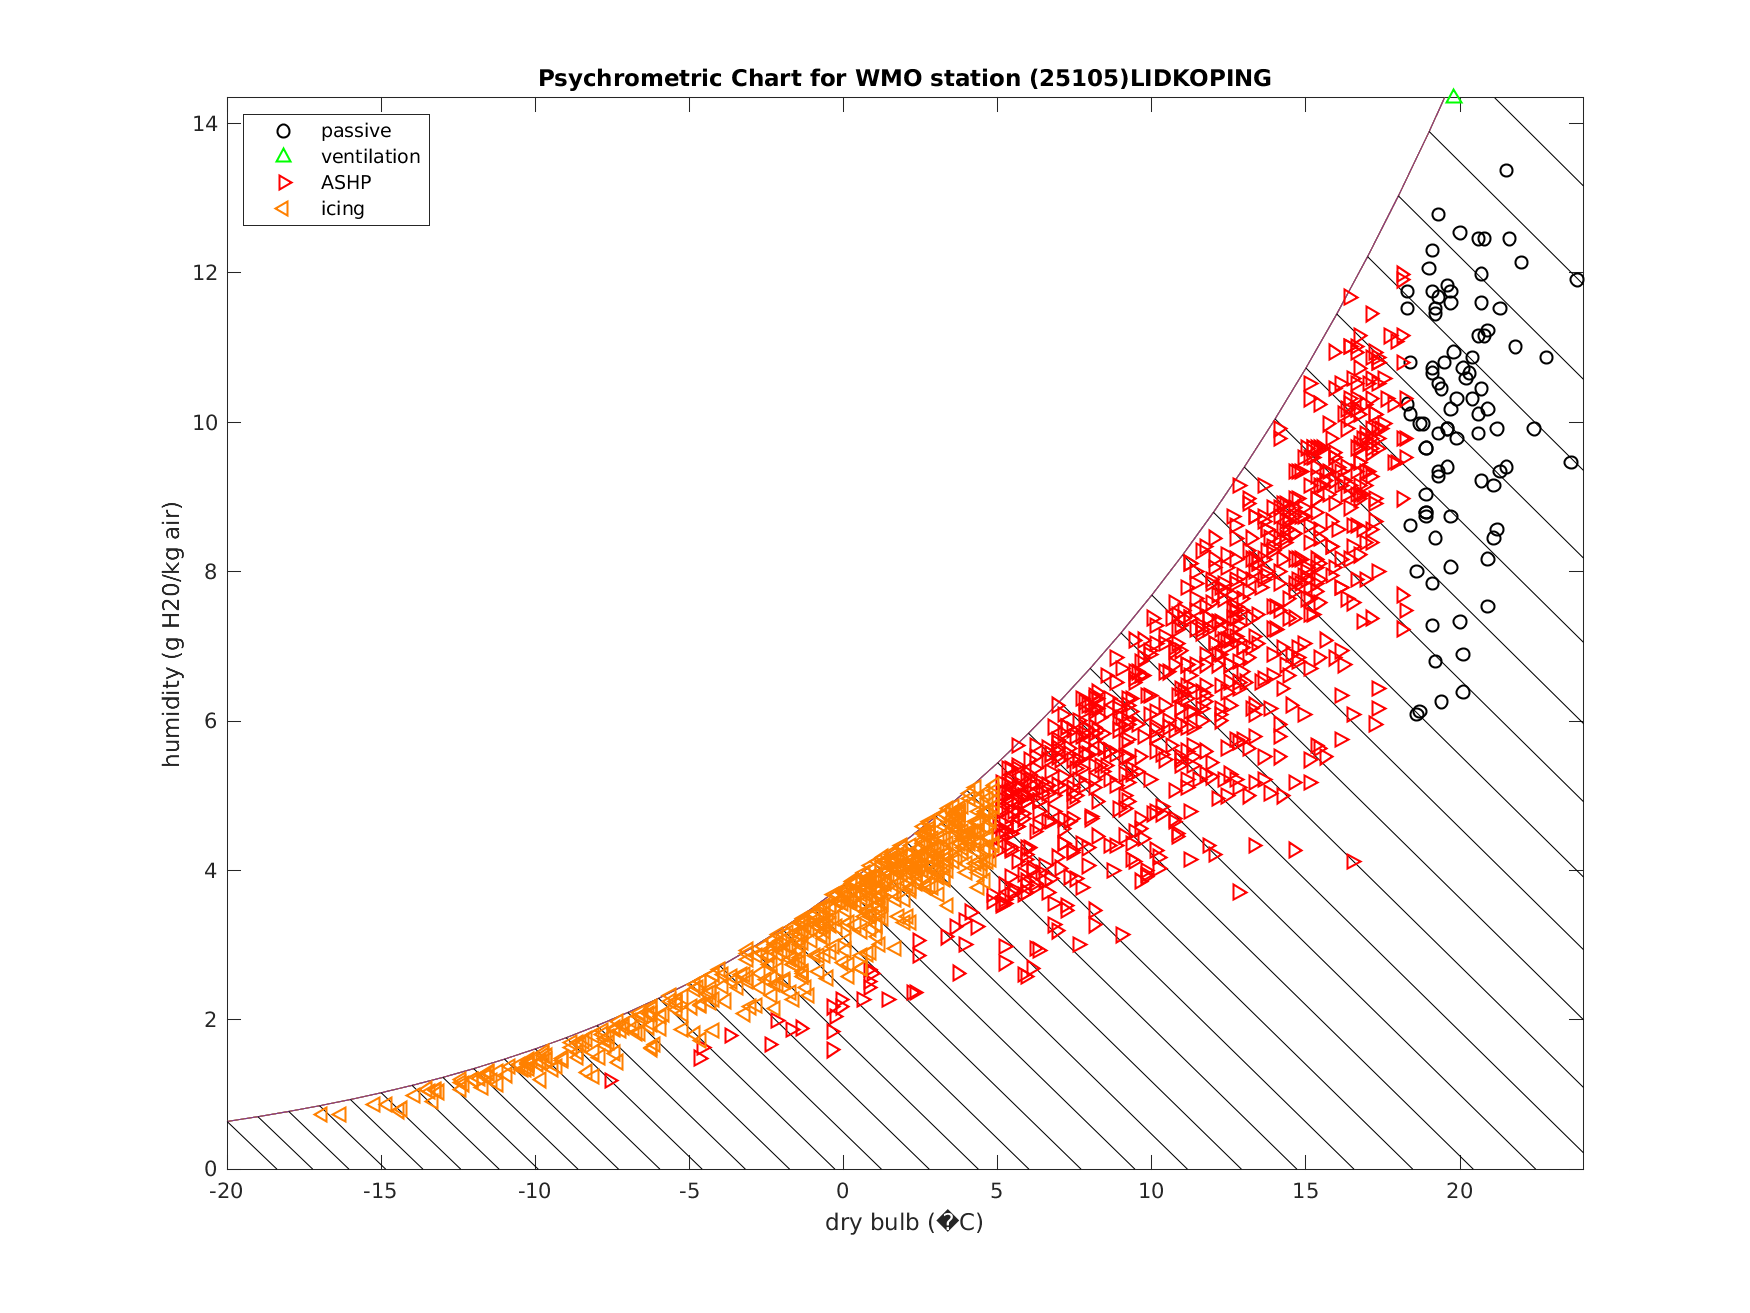 Psychrometric Chart for WMO station (25105)LIDKOPING
passive
ventilation
ASHP
icing
14
12
10
8
6
4
2
0
humidity (g H20/kg air)
-20 -15 -10 -5 0 5 10 15 20
dry bulb (�C)